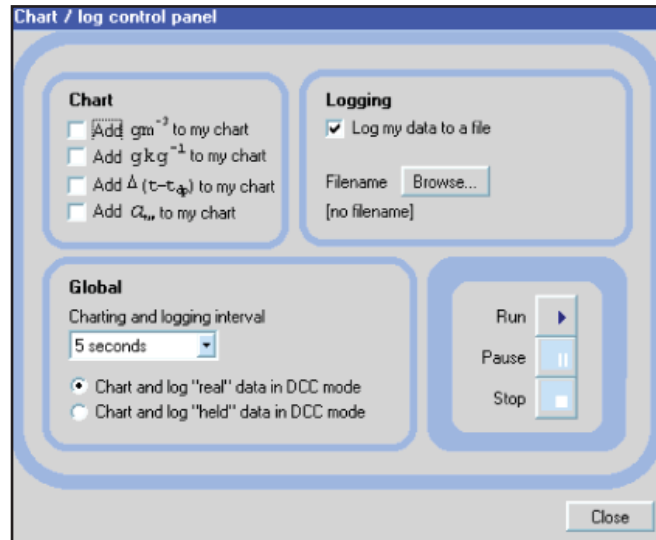 Chart / log control panel
Chart
Add gm⁻³ to my chart
Add gkg⁻¹ to my chart
Add Δ(t-t_dp) to my chart
Add a_w to my chart
Logging
Log my data to a file
Filename Browse...
[no filename]
Global
Charting and logging interval
5 seconds
Chart and log "real" data in DCC mode
Chart and log "held" data in DCC mode
Run
Pause
Stop
Close